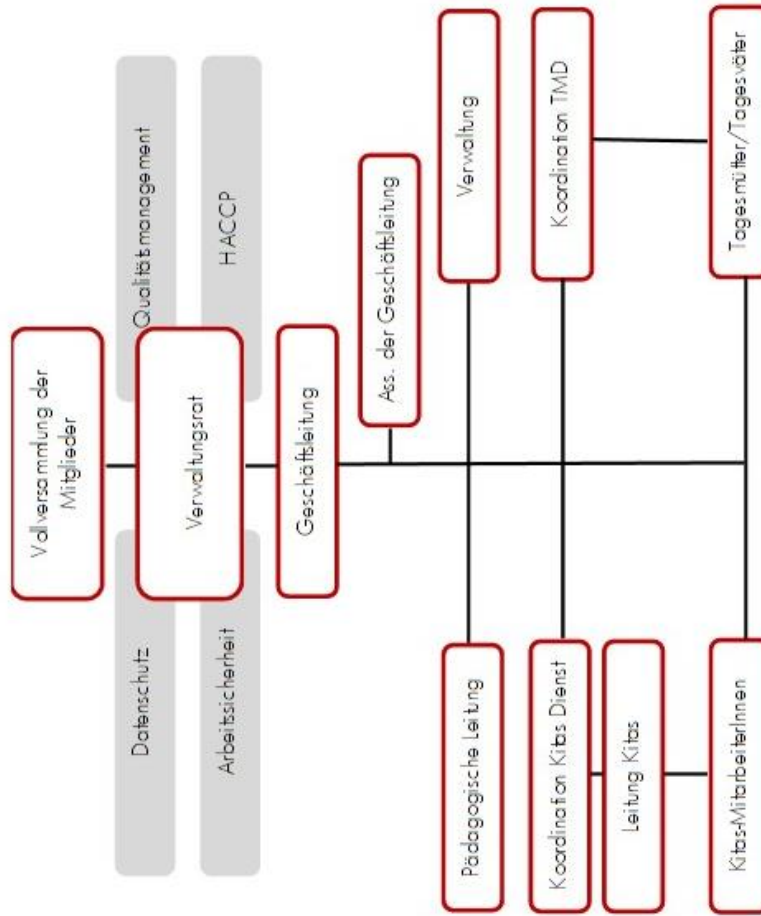 Vollversammlung der
Mitglieder
Datenschutz
Qualitätsmanagement
Verwaltungsrat
Arbeitssicherheit
HACCP
Geschäftsleitung
Ass. der Geschäftsleitung
Pädagogische Leitung
Verwaltung
Koordination Kitas Dienst
Koordination TMD
Leitung Kitas
Kitas-MitarbeiterInnen
Tagesmütter/Tagesväter